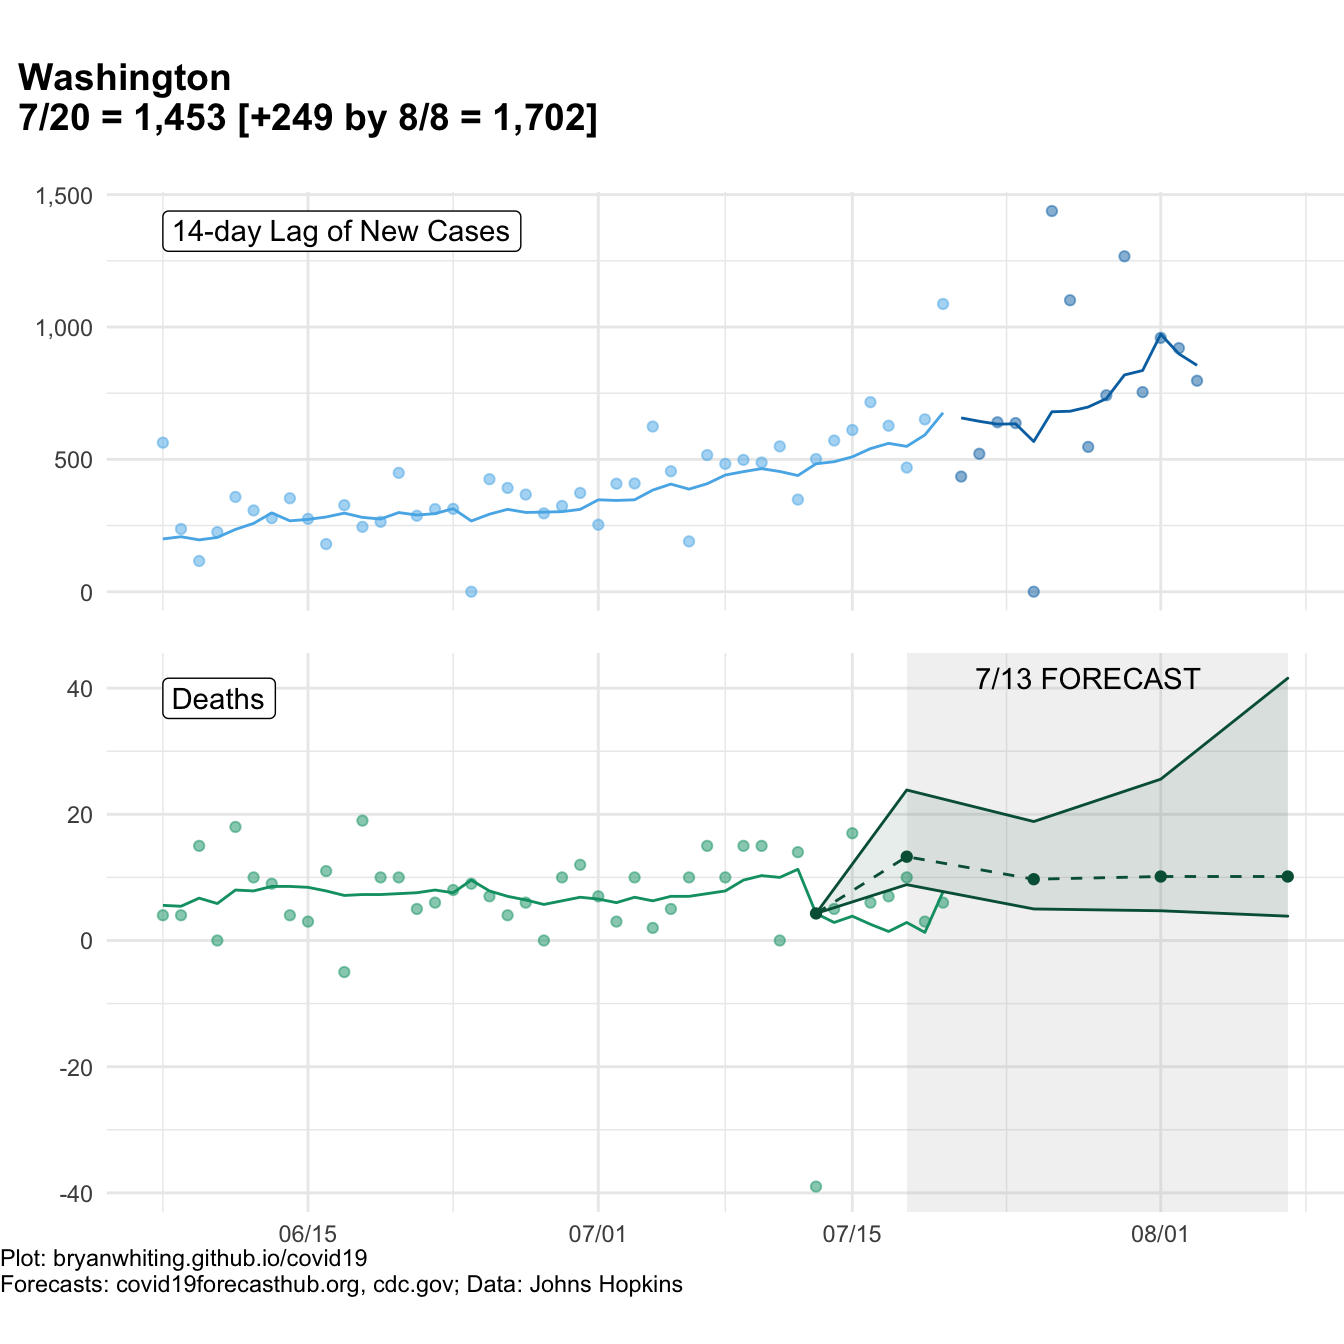 Washington
7/20 = 1,453 [+249 by 8/8 = 1,702]
1,500
14-day Lag of New Cases
1,000
500
0
7/13 FORECAST
40
Deaths
20
0
-20
-40
06/15 07/01 07/15 08/01
Plot: bryanwhiting.github.io/covid19
Forecasts: covid19forecasthub.org, cdc.gov; Data: Johns Hopkins